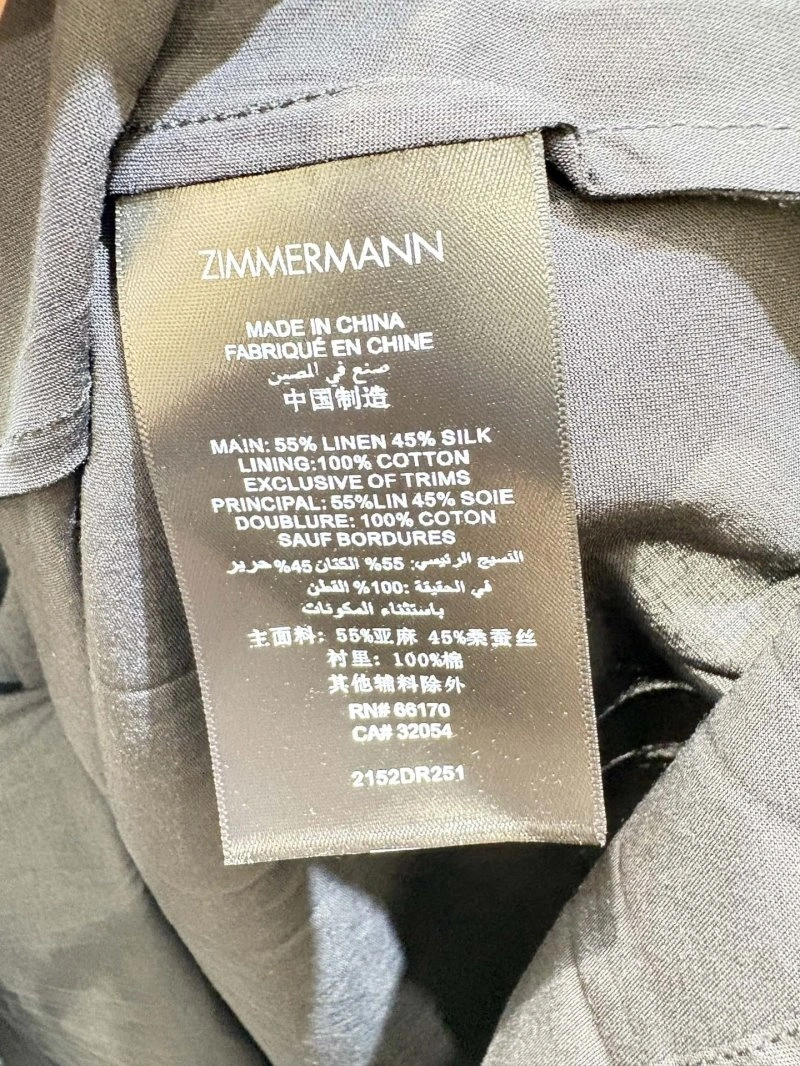 ZIMMERMANN
MADE IN CHINA
FABRIQUÉ EN CHINE
صنع في الصين
中国制造
MAIN: 55% LINEN 45% SILK
LINING:100% COTTON
EXCLUSIVE OF TRIMS
PRINCIPAL: 55%LIN 45% SOIE
DOUBLURE: 100% COTON
SAUF BORDURES
النسيج الرئيسي: 55% الكتان 45% حرير
في الحقيقة: 100% القطن
باستثناء المكونات
主面料: 55%亚麻 45%桑蚕丝
衬里: 100%棉
其他辅料除外
RN# 66170
CA# 32054
2152DR251